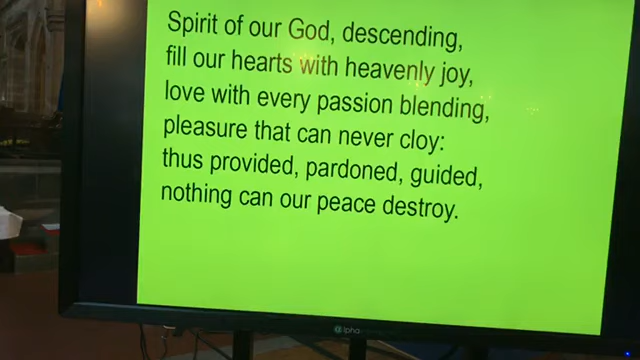 Spirit of our God, descending,
fill our hearts with heavenly joy,
love with every passion blending,
pleasure that can never cloy:
thus provided, pardoned, guided,
nothing can our peace destroy.